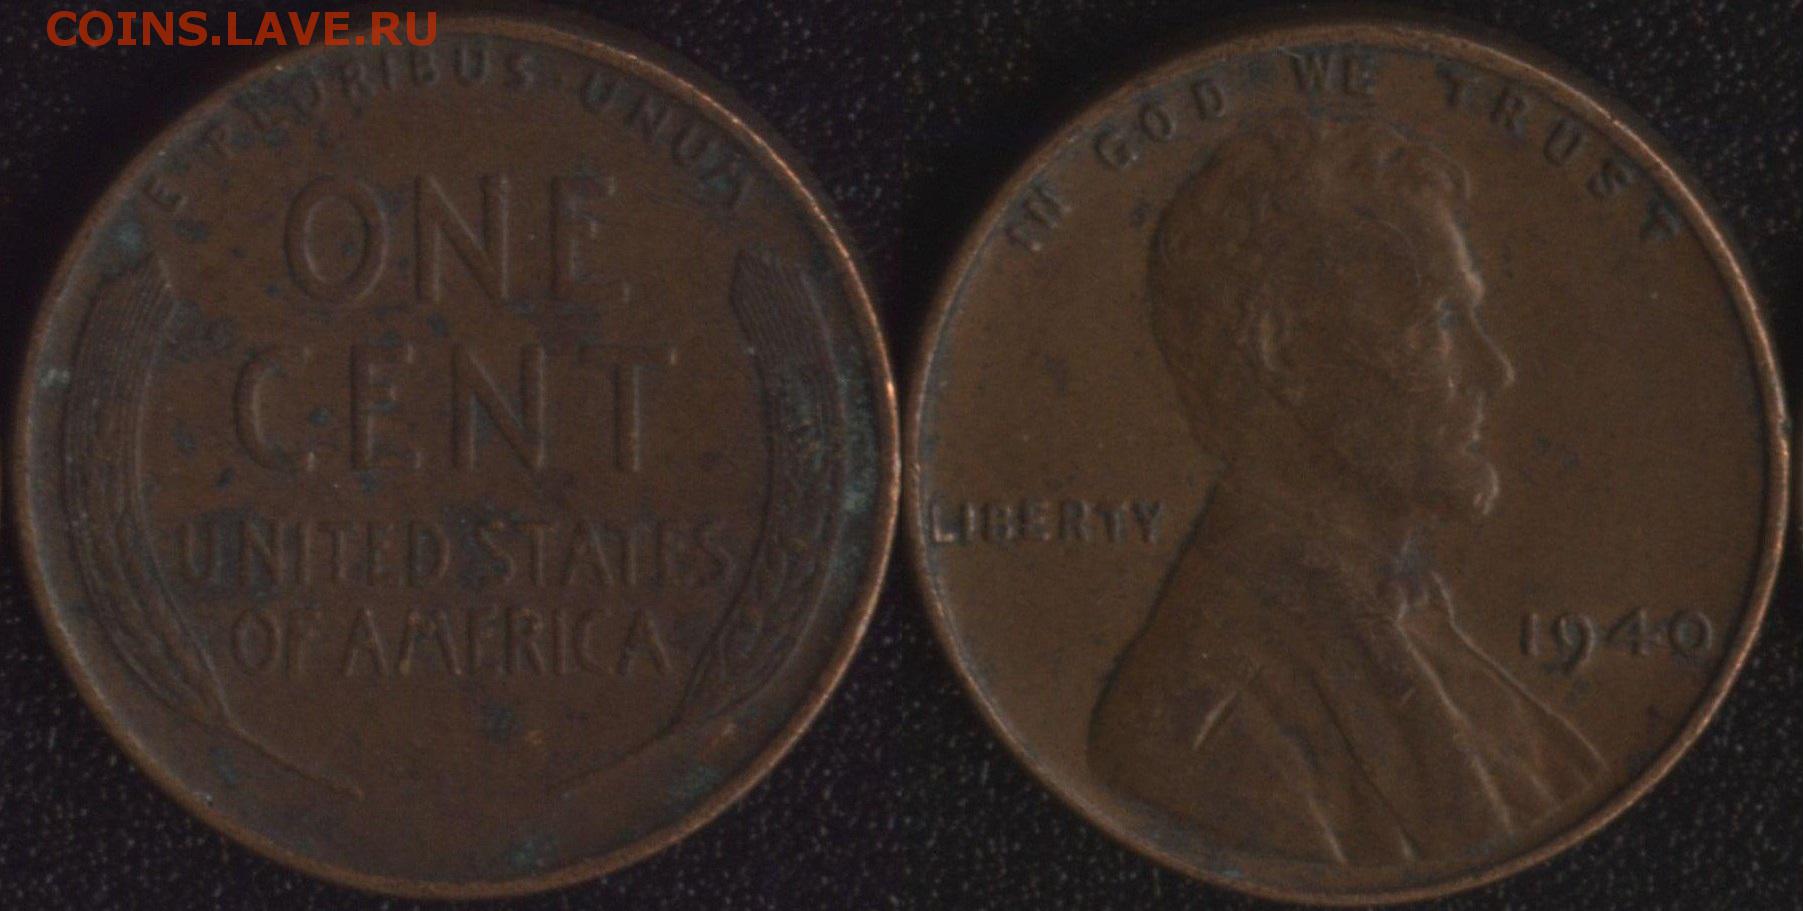 COINS.LAVE.RU
E·PLURIBUS·UNUM
ONE
CENT
UNITED STATES
OF AMERICA
IN GOD WE TRUST
LIBERTY
1940